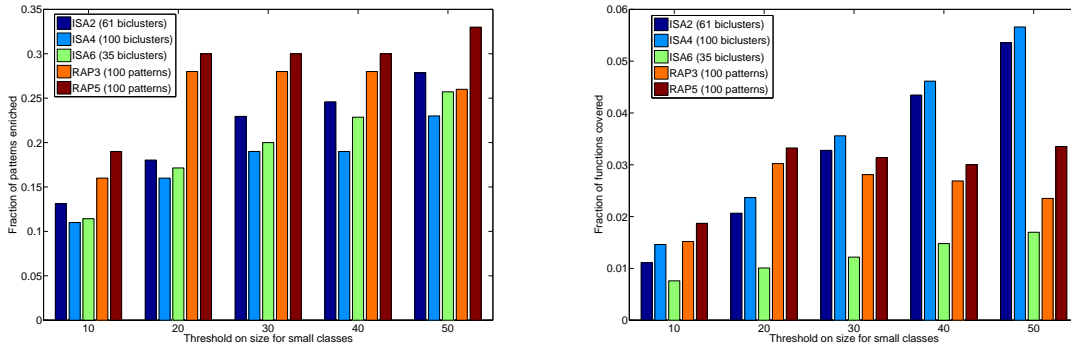 0.35
0.3
0.25
0.2
0.15
0.1
0.05
0
Fraction of patterns enriched
ISA2 (61 biclusters)
ISA4 (100 biclusters)
ISA6 (35 biclusters)
RAP3 (100 patterns)
RAP5 (100 patterns)
10 20 30 40 50
Threshold on size for small classes
0.06
0.05
0.04
0.03
0.02
0.01
0
Fraction of functions covered
ISA2 (61 biclusters)
ISA4 (100 biclusters)
ISA6 (35 biclusters)
RAP3 (100 patterns)
RAP5 (100 patterns)
10 20 30 40 50
Threshold on size for small classes